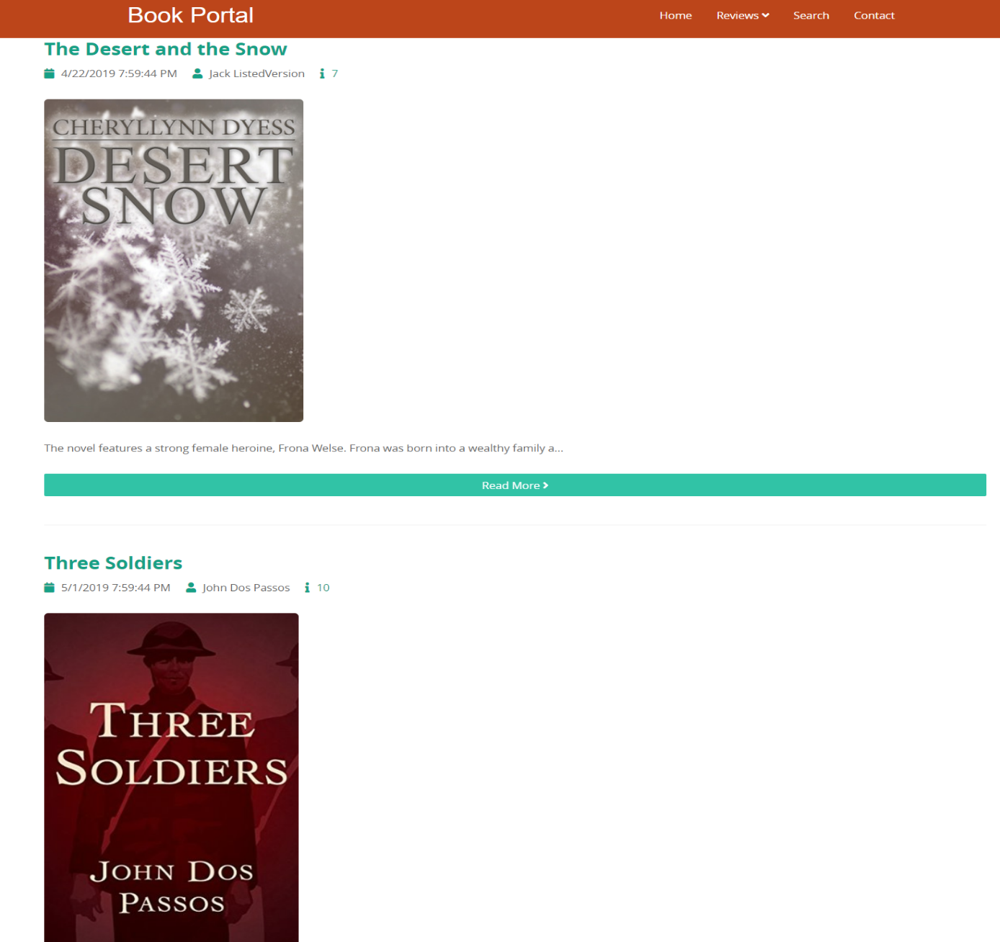 Book Portal
Home Reviews Search Contact
The Desert and the Snow
4/22/2019 7:59:44 PM Jack ListedVersion 7
CHERYLLYNN DYESS
DESERT
SNOW
The novel features a strong female heroine, Frona Welse. Frona was born into a wealthy family a...
Read More
Three Soldiers
5/1/2019 7:59:44 PM John Dos Passos 10
THREE
SOLDIERS
JOHN DOS
PASSOS